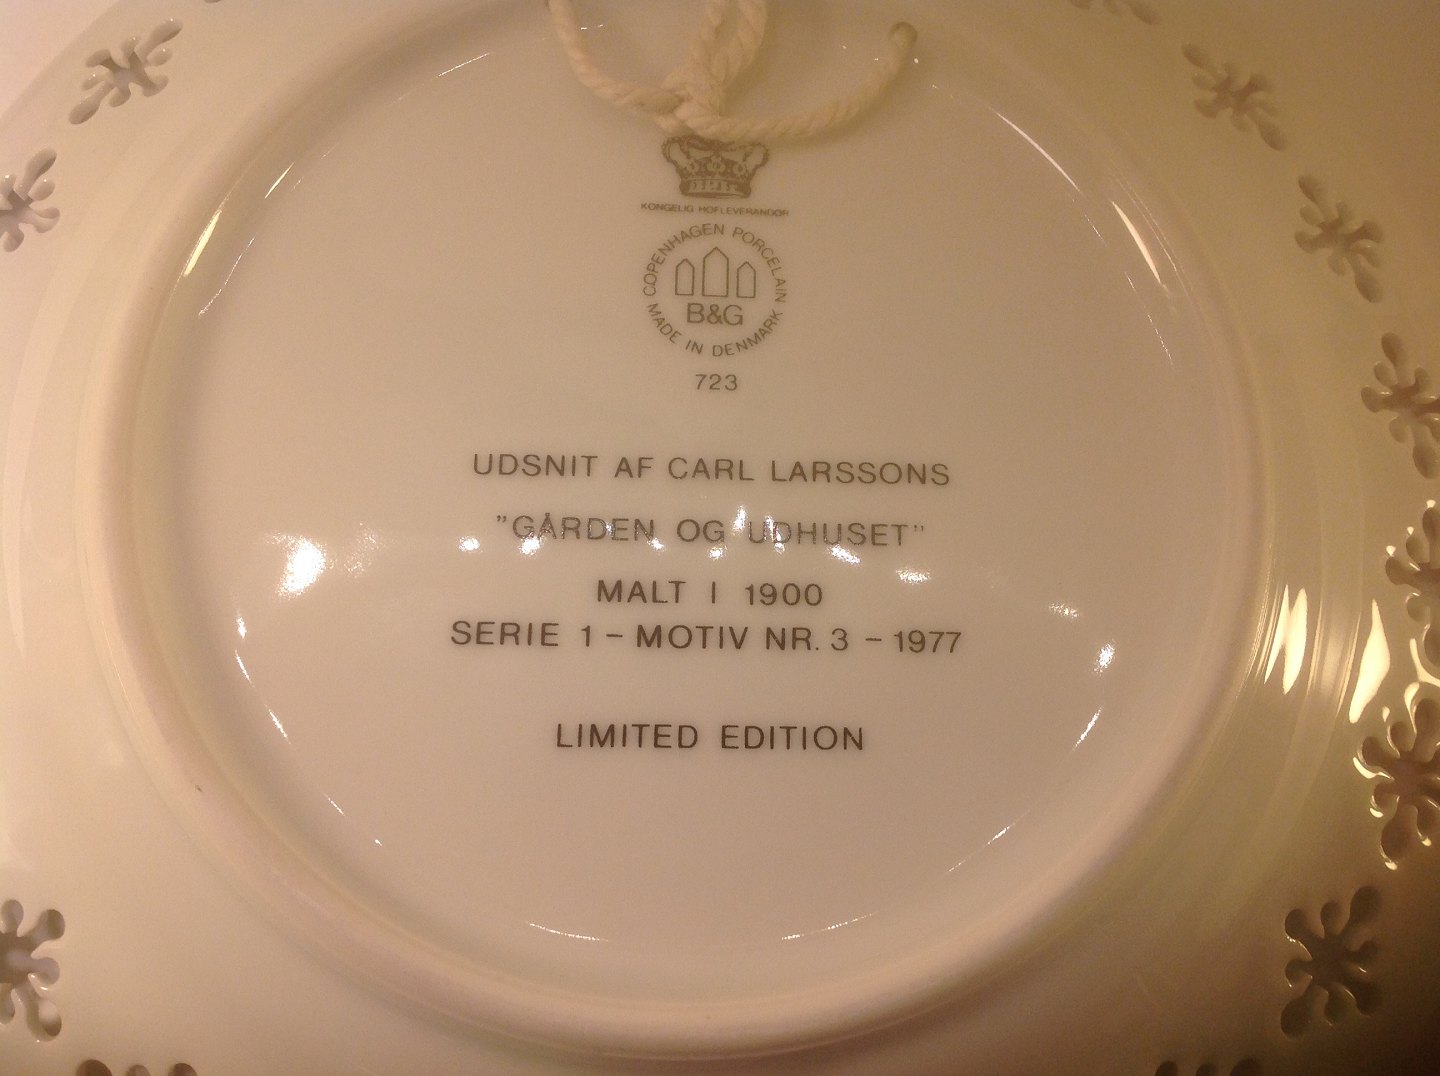 KONGELIG HOFLEVERANDØR
COPENHAGEN PORCELAIN
B&G
MADE IN DENMARK
723
UDSNIT AF CARL LARSSONS
"GÅRDEN OG UDHUSET"
MALT I 1900
SERIE 1 – MOTIV NR. 3 – 1977
LIMITED EDITION